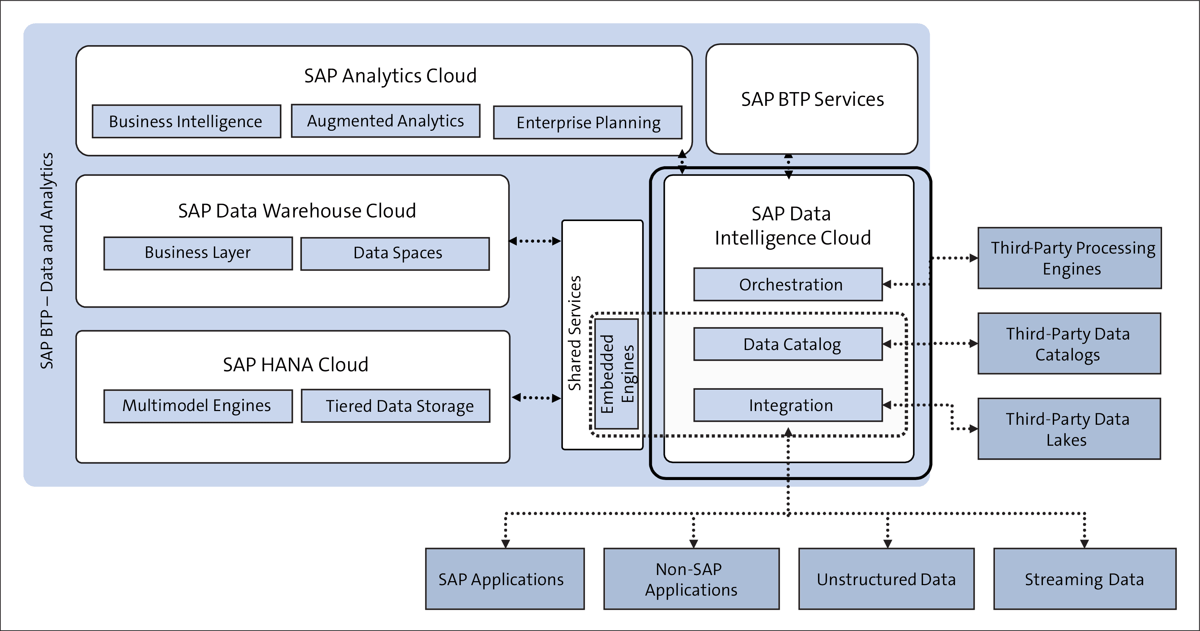 SAP BTP – Data and Analytics
SAP Analytics Cloud
Business Intelligence
Augmented Analytics
Enterprise Planning
SAP BTP Services
SAP Data Warehouse Cloud
Business Layer
Data Spaces
SAP HANA Cloud
Multimodel Engines
Tiered Data Storage
Shared Services
Embedded
Engines
SAP Data
Intelligence Cloud
Orchestration
Data Catalog
Integration
Third-Party Processing
Engines
Third-Party Data
Catalogs
Third-Party Data
Lakes
SAP Applications
Non-SAP
Applications
Unstructured Data
Streaming Data